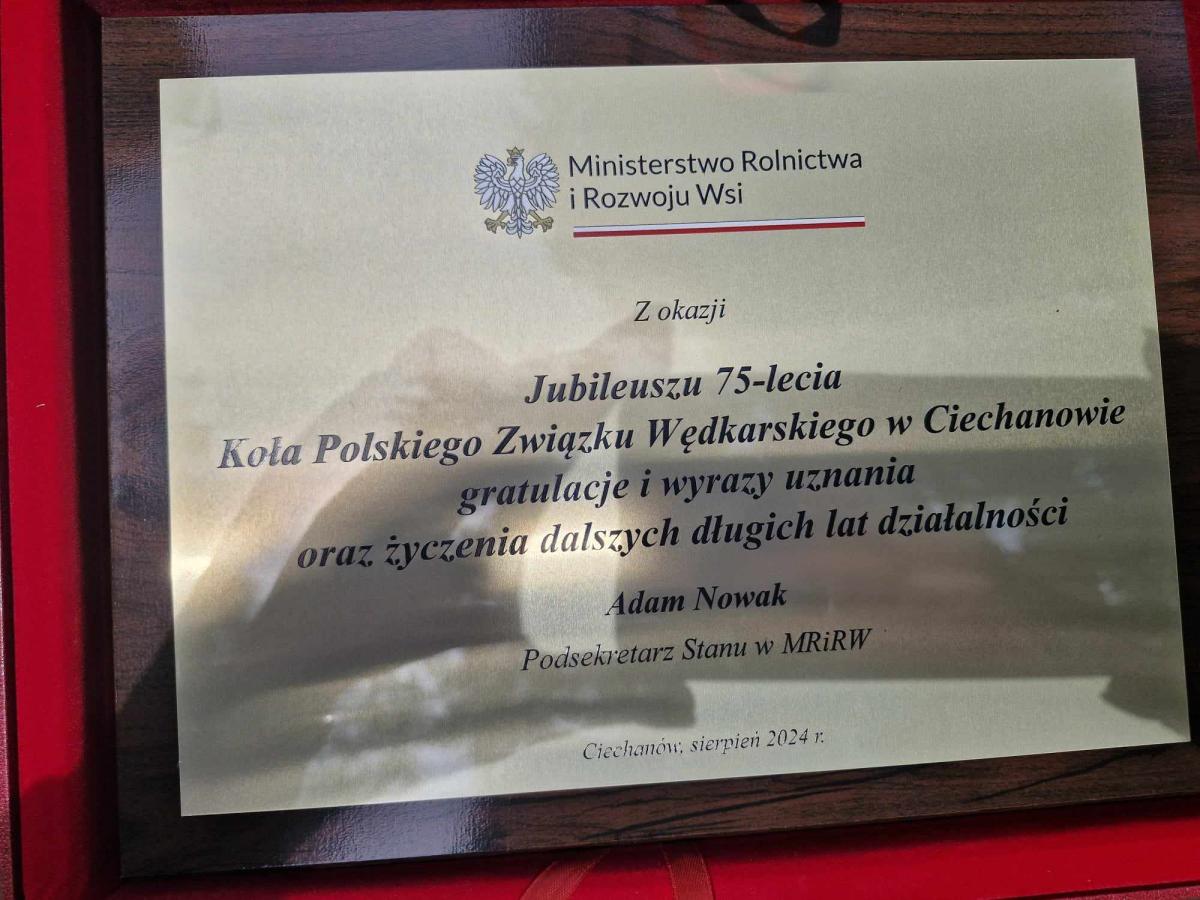 Ministerstwo Rolnictwa
i Rozwoju Wsi
Z okazji
Jubileuszu 75-lecia
Koła Polskiego Związku Wędkarskiego w Ciechanowie
gratulacje i wyrazy uznania
oraz życzenia dalszych długich lat działalności
Adam Nowak
Podsekretarz Stanu w MRiRW
Ciechanów, sierpień 2024 r.